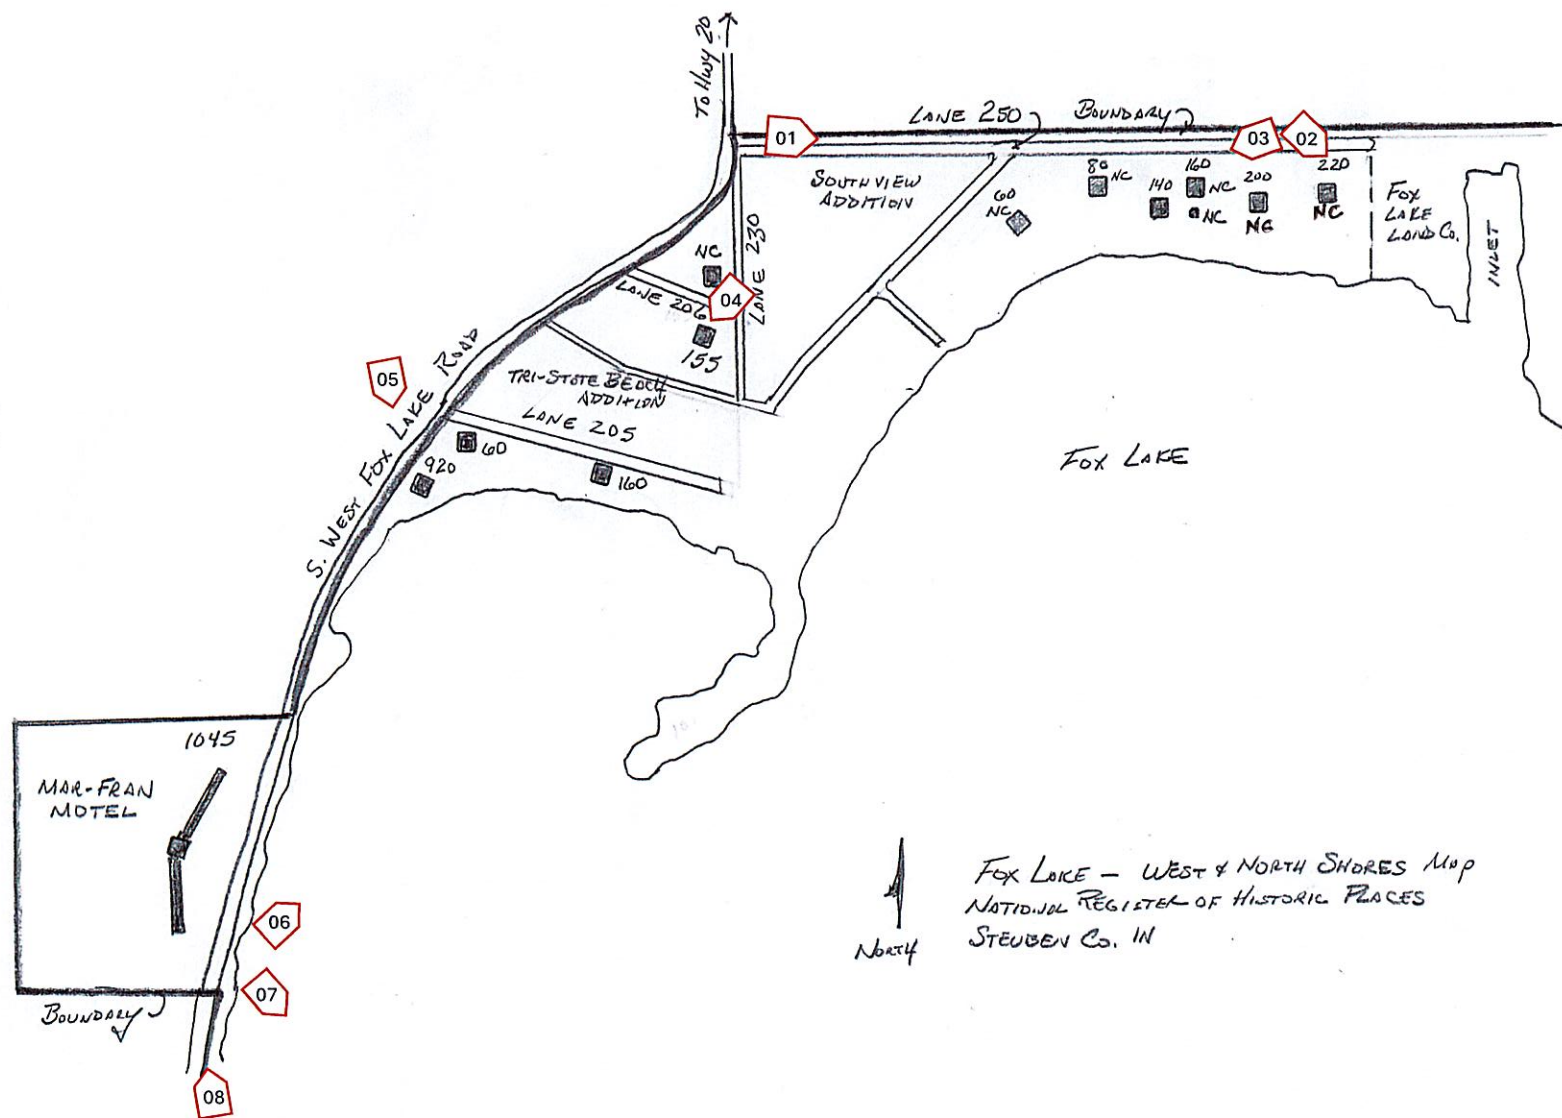 To Hwy 20
LANE 250
BOUNDARY
01
03
02
SOUTHVIEW
ADDITION
80
NC
160
NC
NC
140
200
NC
220
NC
60
NC
FOX
LAKE
LAND CO.
INLET
NC
LANE 230
04
LANE 206
155
S. WEST FOX LAKE ROAD
05
TRI-STATE BEACH
ADDITION
LANE 205
60
920
160
FOX LAKE
1045
MAR-FRAN
MOTEL
06
07
BOUNDARY
08
NORTH
FOX LAKE – WEST & NORTH SHORES MAP
NATIONAL REGISTER OF HISTORIC PLACES
STEUBEN CO. IN